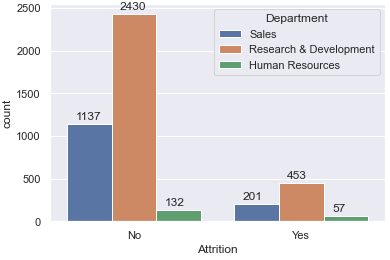 2500
2000
1500
1000
500
0
count
2430
1137
132
201
453
57
Department
Sales
Research & Development
Human Resources
No
Yes
Attrition